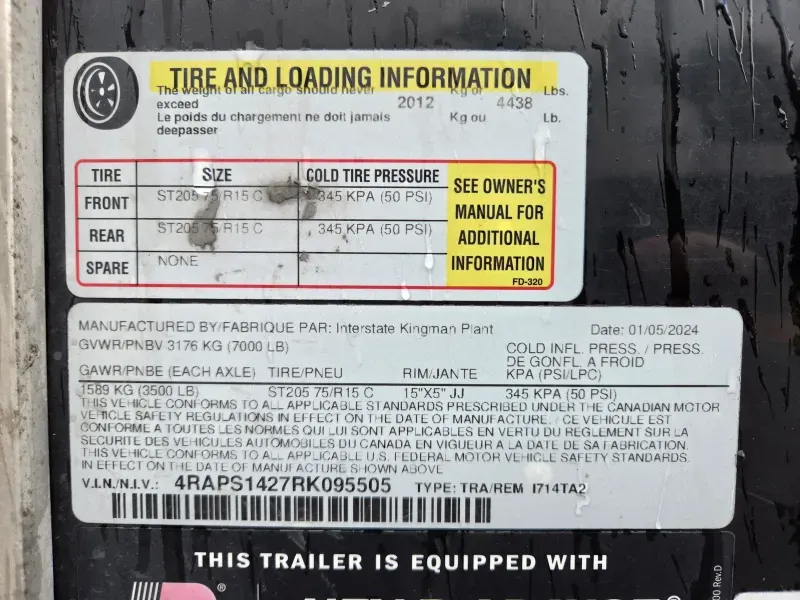 TIRE AND LOADING INFORMATION
The weight of all cargo should never exceed 2012 Kg or 4438 Lbs.
Le poids du chargement ne doit jamais deepasser Kg ou Lb.
TIRE SIZE COLD TIRE PRESSURE
FRONT ST205 75/R15 C 345 KPA (50 PSI)
REAR ST205 75/R15 C 345 KPA (50 PSI)
SPARE NONE
SEE OWNER'S
MANUAL FOR
ADDITIONAL
INFORMATION
FD-320
MANUFACTURED BY/FABRIQUE PAR: Interstate Kingman Plant Date: 01/05/2024
GVWR/PNBV 3176 KG (7000 LB)
COLD INFL. PRESS. / PRESS.
DE GONFL. A FROID
GAWR/PNBE (EACH AXLE) TIRE/PNEU RIM/JANTE KPA (PSI/LPC)
1589 KG (3500 LB) ST205 75/R15 C 15"X5" JJ 345 KPA (50 PSI)
THIS VEHICLE CONFORMS TO ALL APPLICABLE STANDARDS PRESCRIBED UNDER THE CANADIAN MOTOR
VEHICLE SAFETY REGULATIONS IN EFFECT ON THE DATE OF MANUFACTURE. / CE VEHICULE EST
CONFORME A TOUTES LES NORMES QUI LUI SONT APPLICABLES EN VERTU DU REGLEMENT SUR LA
SECURITE DES VEHICULES AUTOMOBILES DU CANADA EN VIGUEUR A LA DATE DE SA FABRICATION.
THIS VEHICLE CONFORMS TO ALL APPLICABLE U.S. FEDERAL MOTOR VEHICLE SAFETY STANDARDS.
IN EFFECT ON THE DATE OF MANUFACTURE SHOWN ABOVE
V.I.N./N.I.V.: 4RAPS1427RK095505 TYPE: TRA/REM I714TA2
THIS TRAILER IS EQUIPPED WITH
00 Rev.D